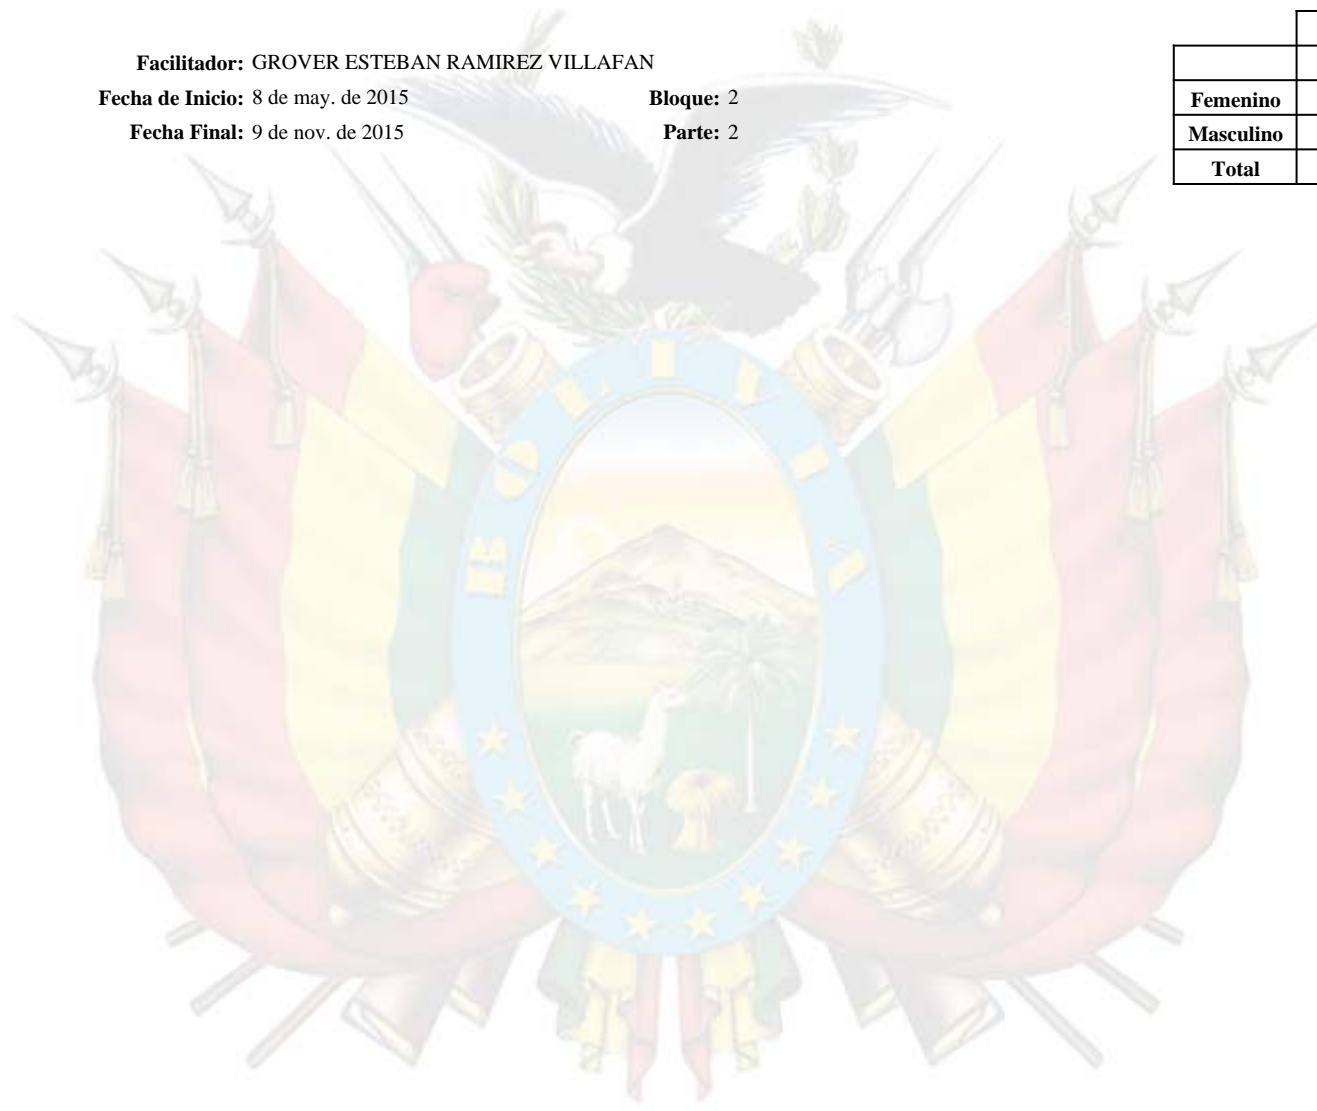 Facilitador: GROVER ESTEBAN RAMIREZ VILLAFAN
Fecha de Inicio: 8 de may. de 2015 Bloque: 2
Fecha Final: 9 de nov. de 2015 Parte: 2
Femenino
Masculino
Total
BOLIVIA